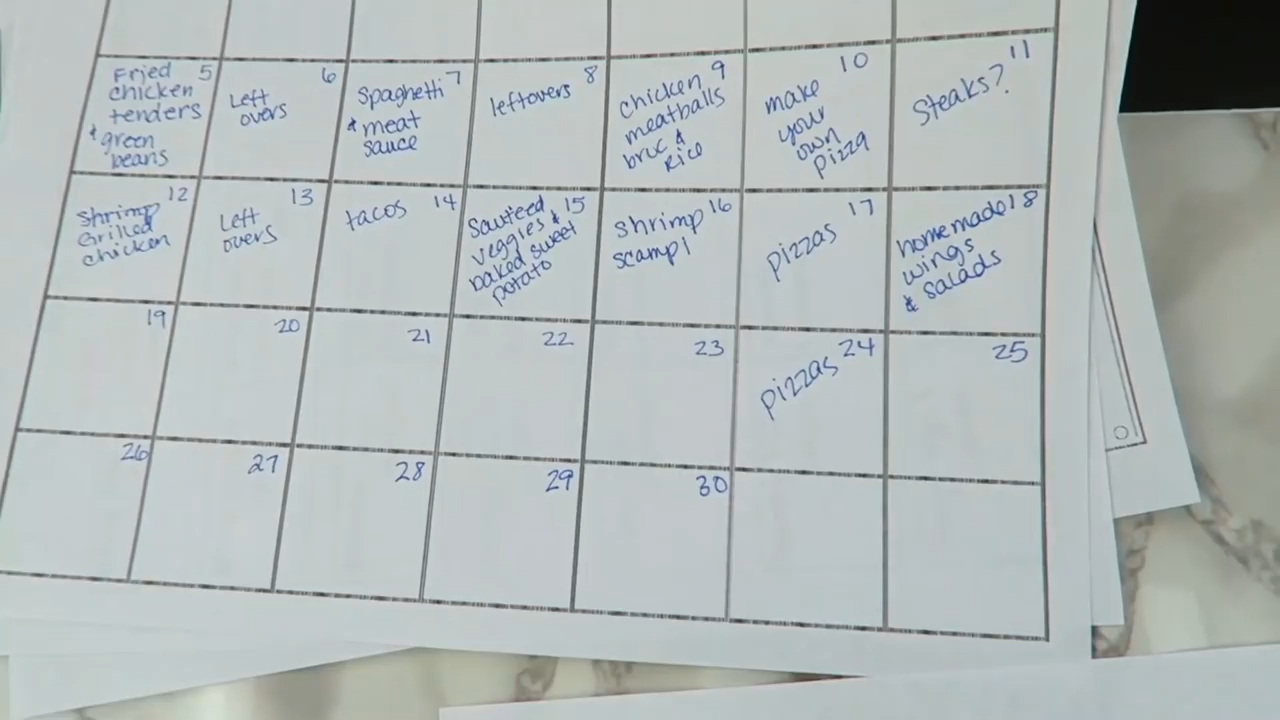 Fried 5
chicken
tenders
& green
beans
6
Left
overs
Spaghetti 7
& meat
sauce
leftovers 8
chicken 9
meatballs
bruc &
Rice
make 10
your
own
pizza
Steaks? 11
Shrimp 12
Grilled
chicken
13
Left
overs
tacos 14
Sauteed 15
veggies &
baked sweet
potato
shrimp 16
scampi
17
pizzas
homemade 18
wings
& salads
19
20
21
22
23
pizzas 24
25
26
27
28
29
30